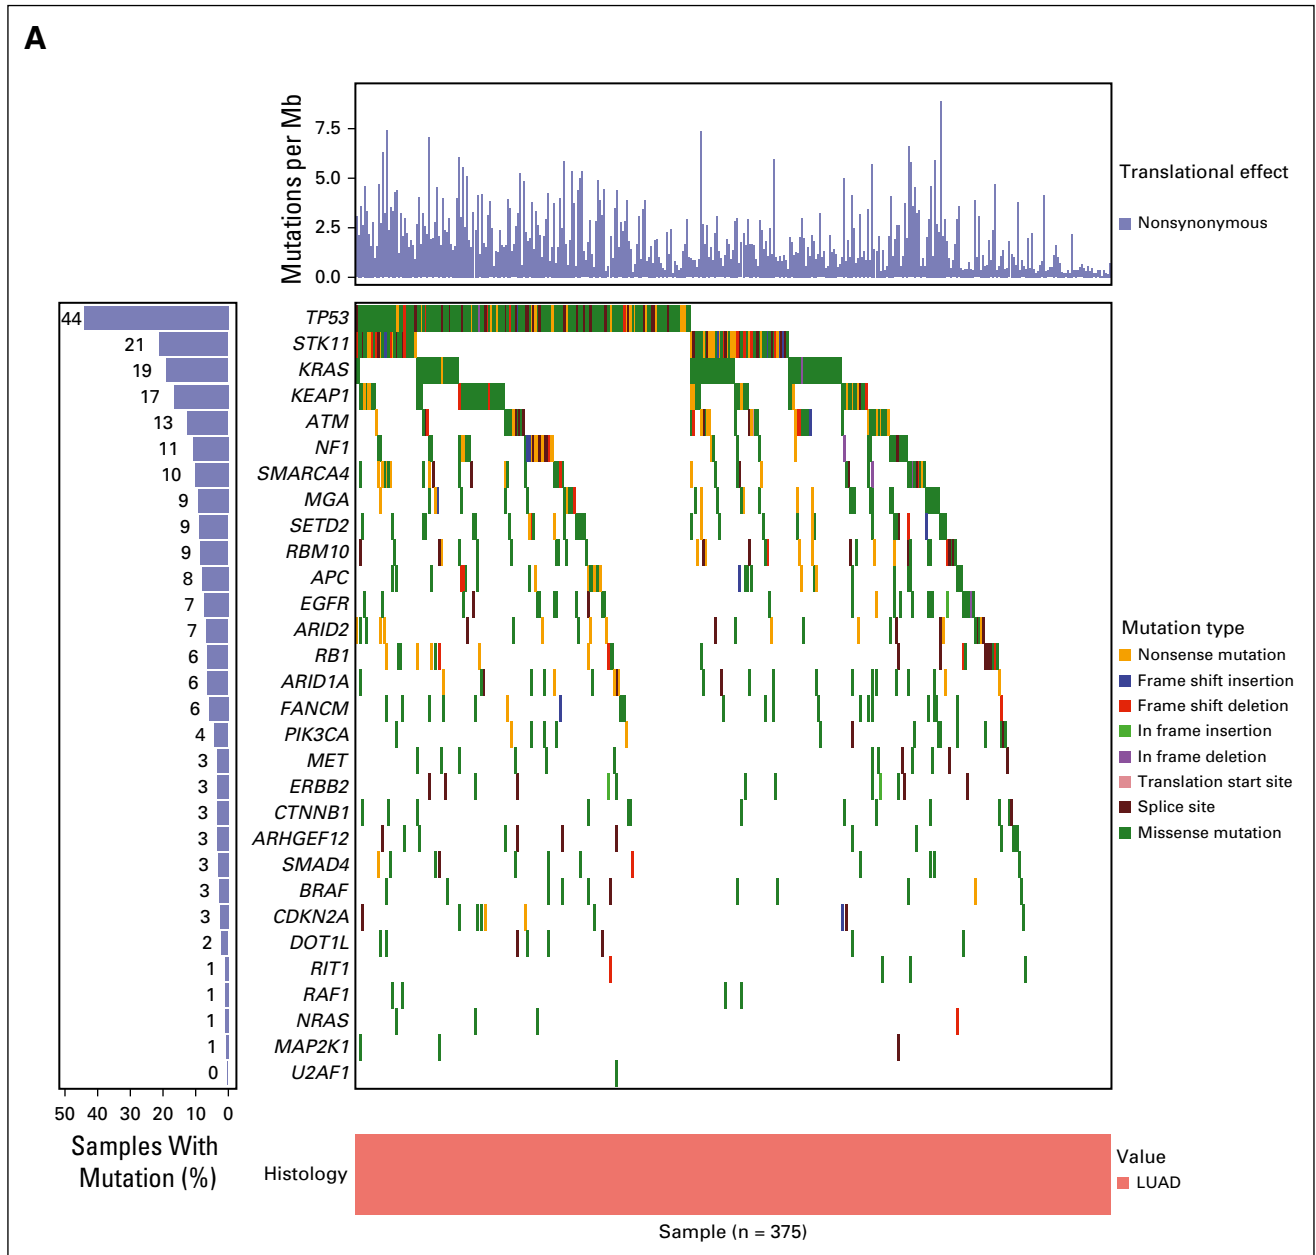 A
Mutations per Mb
7.5
5.0
2.5
0.0
Translational effect
Nonsynonymous
44 TP53
21 STK11
19 KRAS
17 KEAP1
13 ATM
11 NF1
10 SMARCA4
9 MGA
9 SETD2
9 RBM10
8 APC
7 EGFR
7 ARID2
6 RB1
6 ARID1A
6 FANCM
4 PIK3CA
3 MET
3 ERBB2
3 CTNNB1
3 ARHGEF12
3 SMAD4
3 BRAF
3 CDKN2A
2 DOT1L
1 RIT1
1 RAF1
1 NRAS
1 MAP2K1
0 U2AF1
50 40 30 20 10 0
Samples With
Mutation (%)
Mutation type
Nonsense mutation
Frame shift insertion
Frame shift deletion
In frame insertion
In frame deletion
Translation start site
Splice site
Missense mutation
Histology
Value
LUAD
Sample (n = 375)